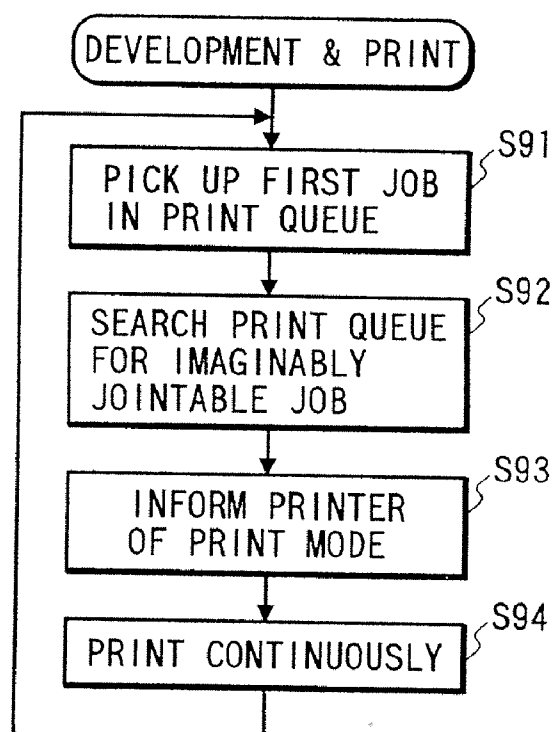 DEVELOPMENT & PRINT
S91
PICK UP FIRST JOB
IN PRINT QUEUE
S92
SEARCH PRINT QUEUE
FOR IMAGINABLY
JOINTABLE JOB
S93
INFORM PRINTER
OF PRINT MODE
S94
PRINT CONTINUOUSLY